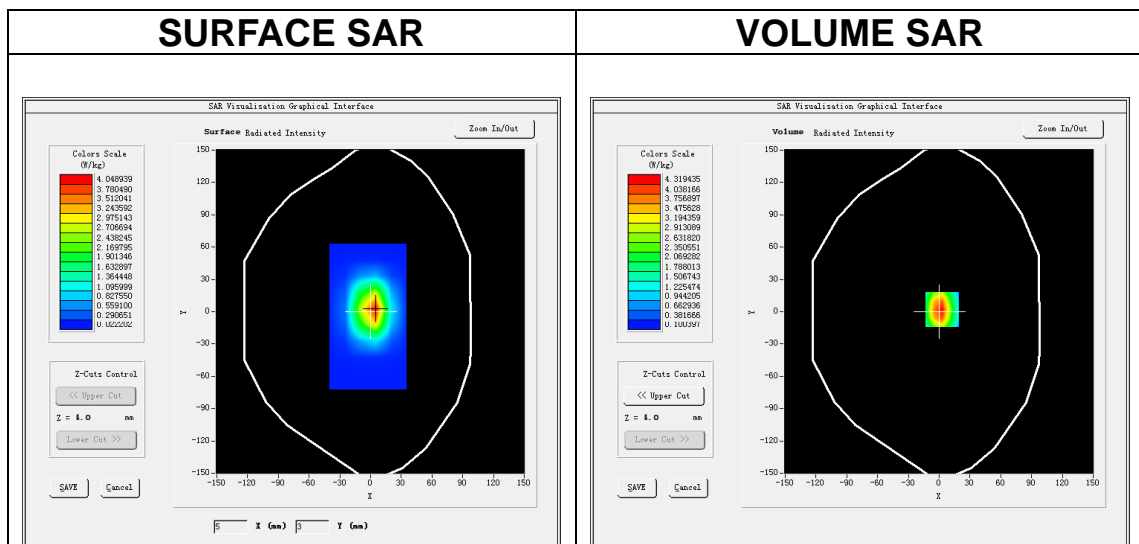 SURFACE SAR
VOLUME SAR
SAR Visualisation Graphical Interface
Surface Radiated Intensity
Zoom In/Out
Colors Scale
(W/kg)
4.048939
3.780490
3.512041
3.243592
2.975143
2.706694
2.438245
2.169795
1.901346
1.632897
1.364448
1.095999
0.827550
0.559100
0.290651
0.022202
Y
150
120
90
60
30
0
-30
-60
-90
-120
-150
-150 -120 -90 -60 -30 0 30 60 90 120 150
X
Z-Cuts Control
<< Upper Cut
Z = 4.0 mm
Lower Cut >>
SAVE Cancel
5 X (mm) 3 Y (mm)
SAR Visualisation Graphical Interface
Volume Radiated Intensity
Zoom In/Out
Colors Scale
(W/kg)
4.319435
4.038166
3.756897
3.475628
3.194359
2.913089
2.631820
2.350551
2.069282
1.788013
1.506743
1.225474
0.944205
0.662936
0.381666
0.100397
Y
150
120
90
60
30
0
-30
-60
-90
-120
-150
-150 -120 -90 -60 -30 0 30 60 90 120 150
X
Z-Cuts Control
<< Upper Cut
Z = 4.0 mm
Lower Cut >>
SAVE Cancel